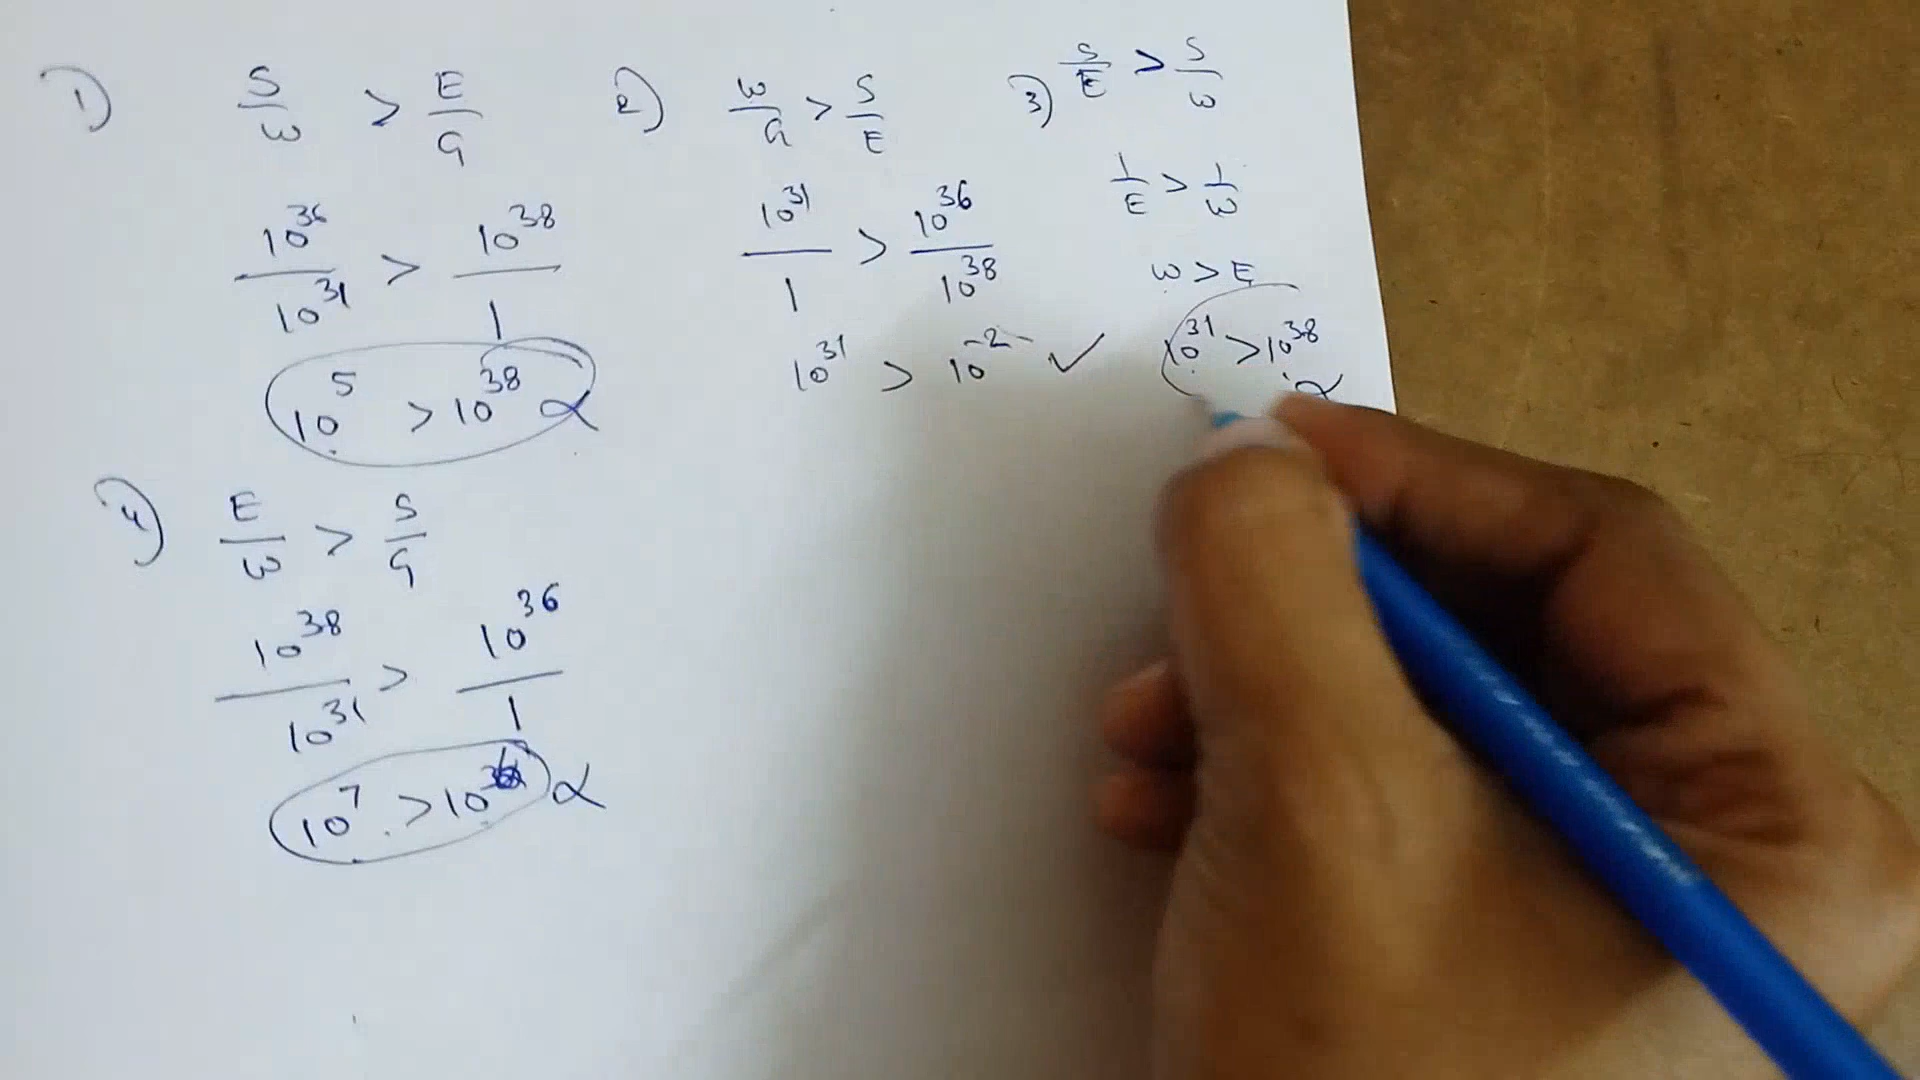 1) S/W > E/G
10^36/10^31 > 10^38/1
10^5 > 10^38 ✗
2) W/G > S/E
10^31/1 > 10^36/10^38
10^31 > 10^-2 ✓
3) S/E > S/W
1/E > 1/W
W > E
10^31 > 10^38 ✗
4) E/W > S/G
10^38/10^31 > 10^36/1
10^7 > 10^36 ✗